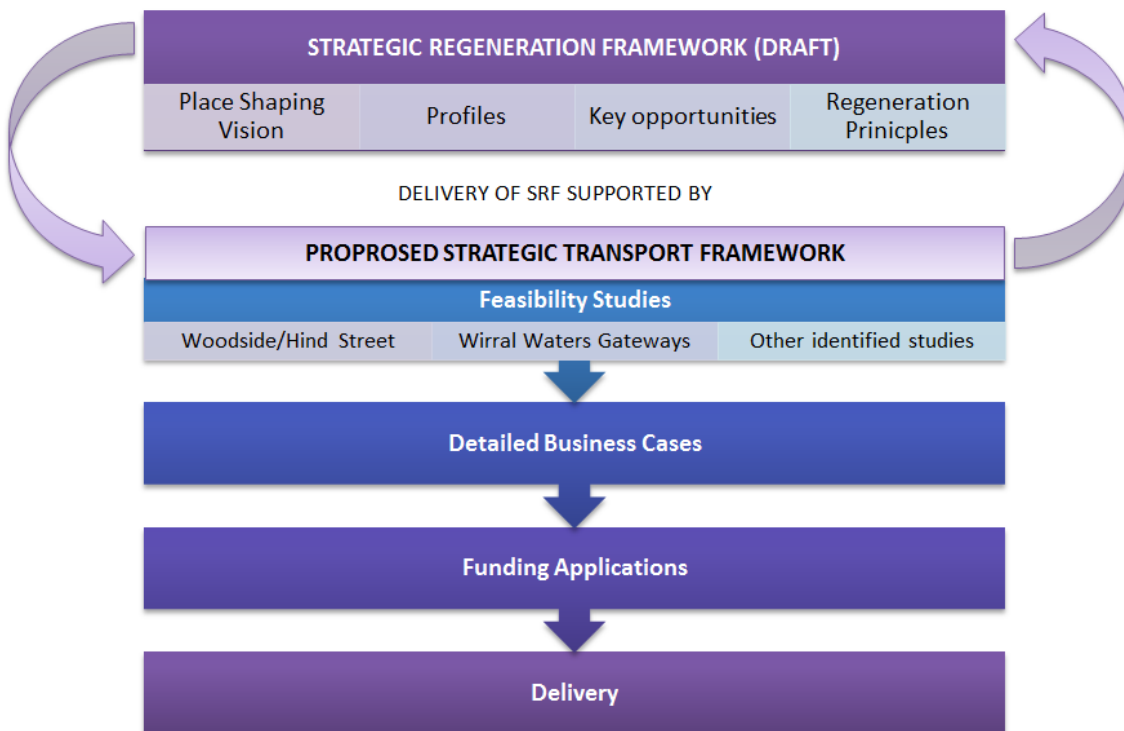 STRATEGIC REGENERATION FRAMEWORK (DRAFT)
Place Shaping
Vision
Profiles
Key opportunities
Regeneration
Prinicples
DELIVERY OF SRF SUPPORTED BY
PROPROSED STRATEGIC TRANSPORT FRAMEWORK
Feasibility Studies
Woodside/Hind Street
Wirral Waters Gateways
Other identified studies
Detailed Business Cases
Funding Applications
Delivery